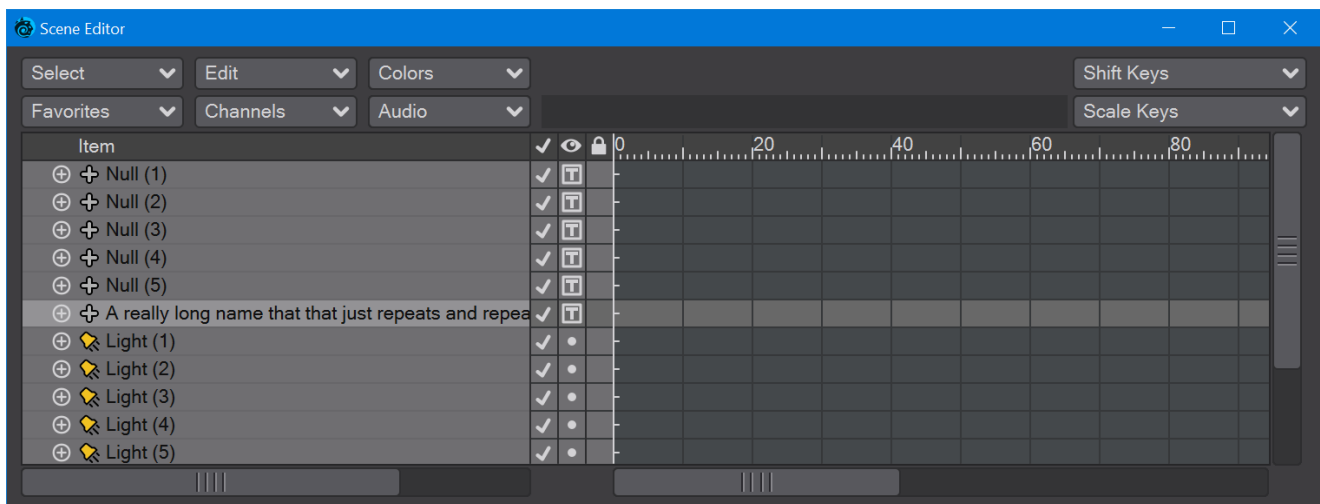 Scene Editor
Select Edit Colors Shift Keys
Favorites Channels Audio Scale Keys
Item 0 20 40 60 80
Null (1)
Null (2)
Null (3)
Null (4)
Null (5)
A really long name that that just repeats and repea
Light (1)
Light (2)
Light (3)
Light (4)
Light (5)